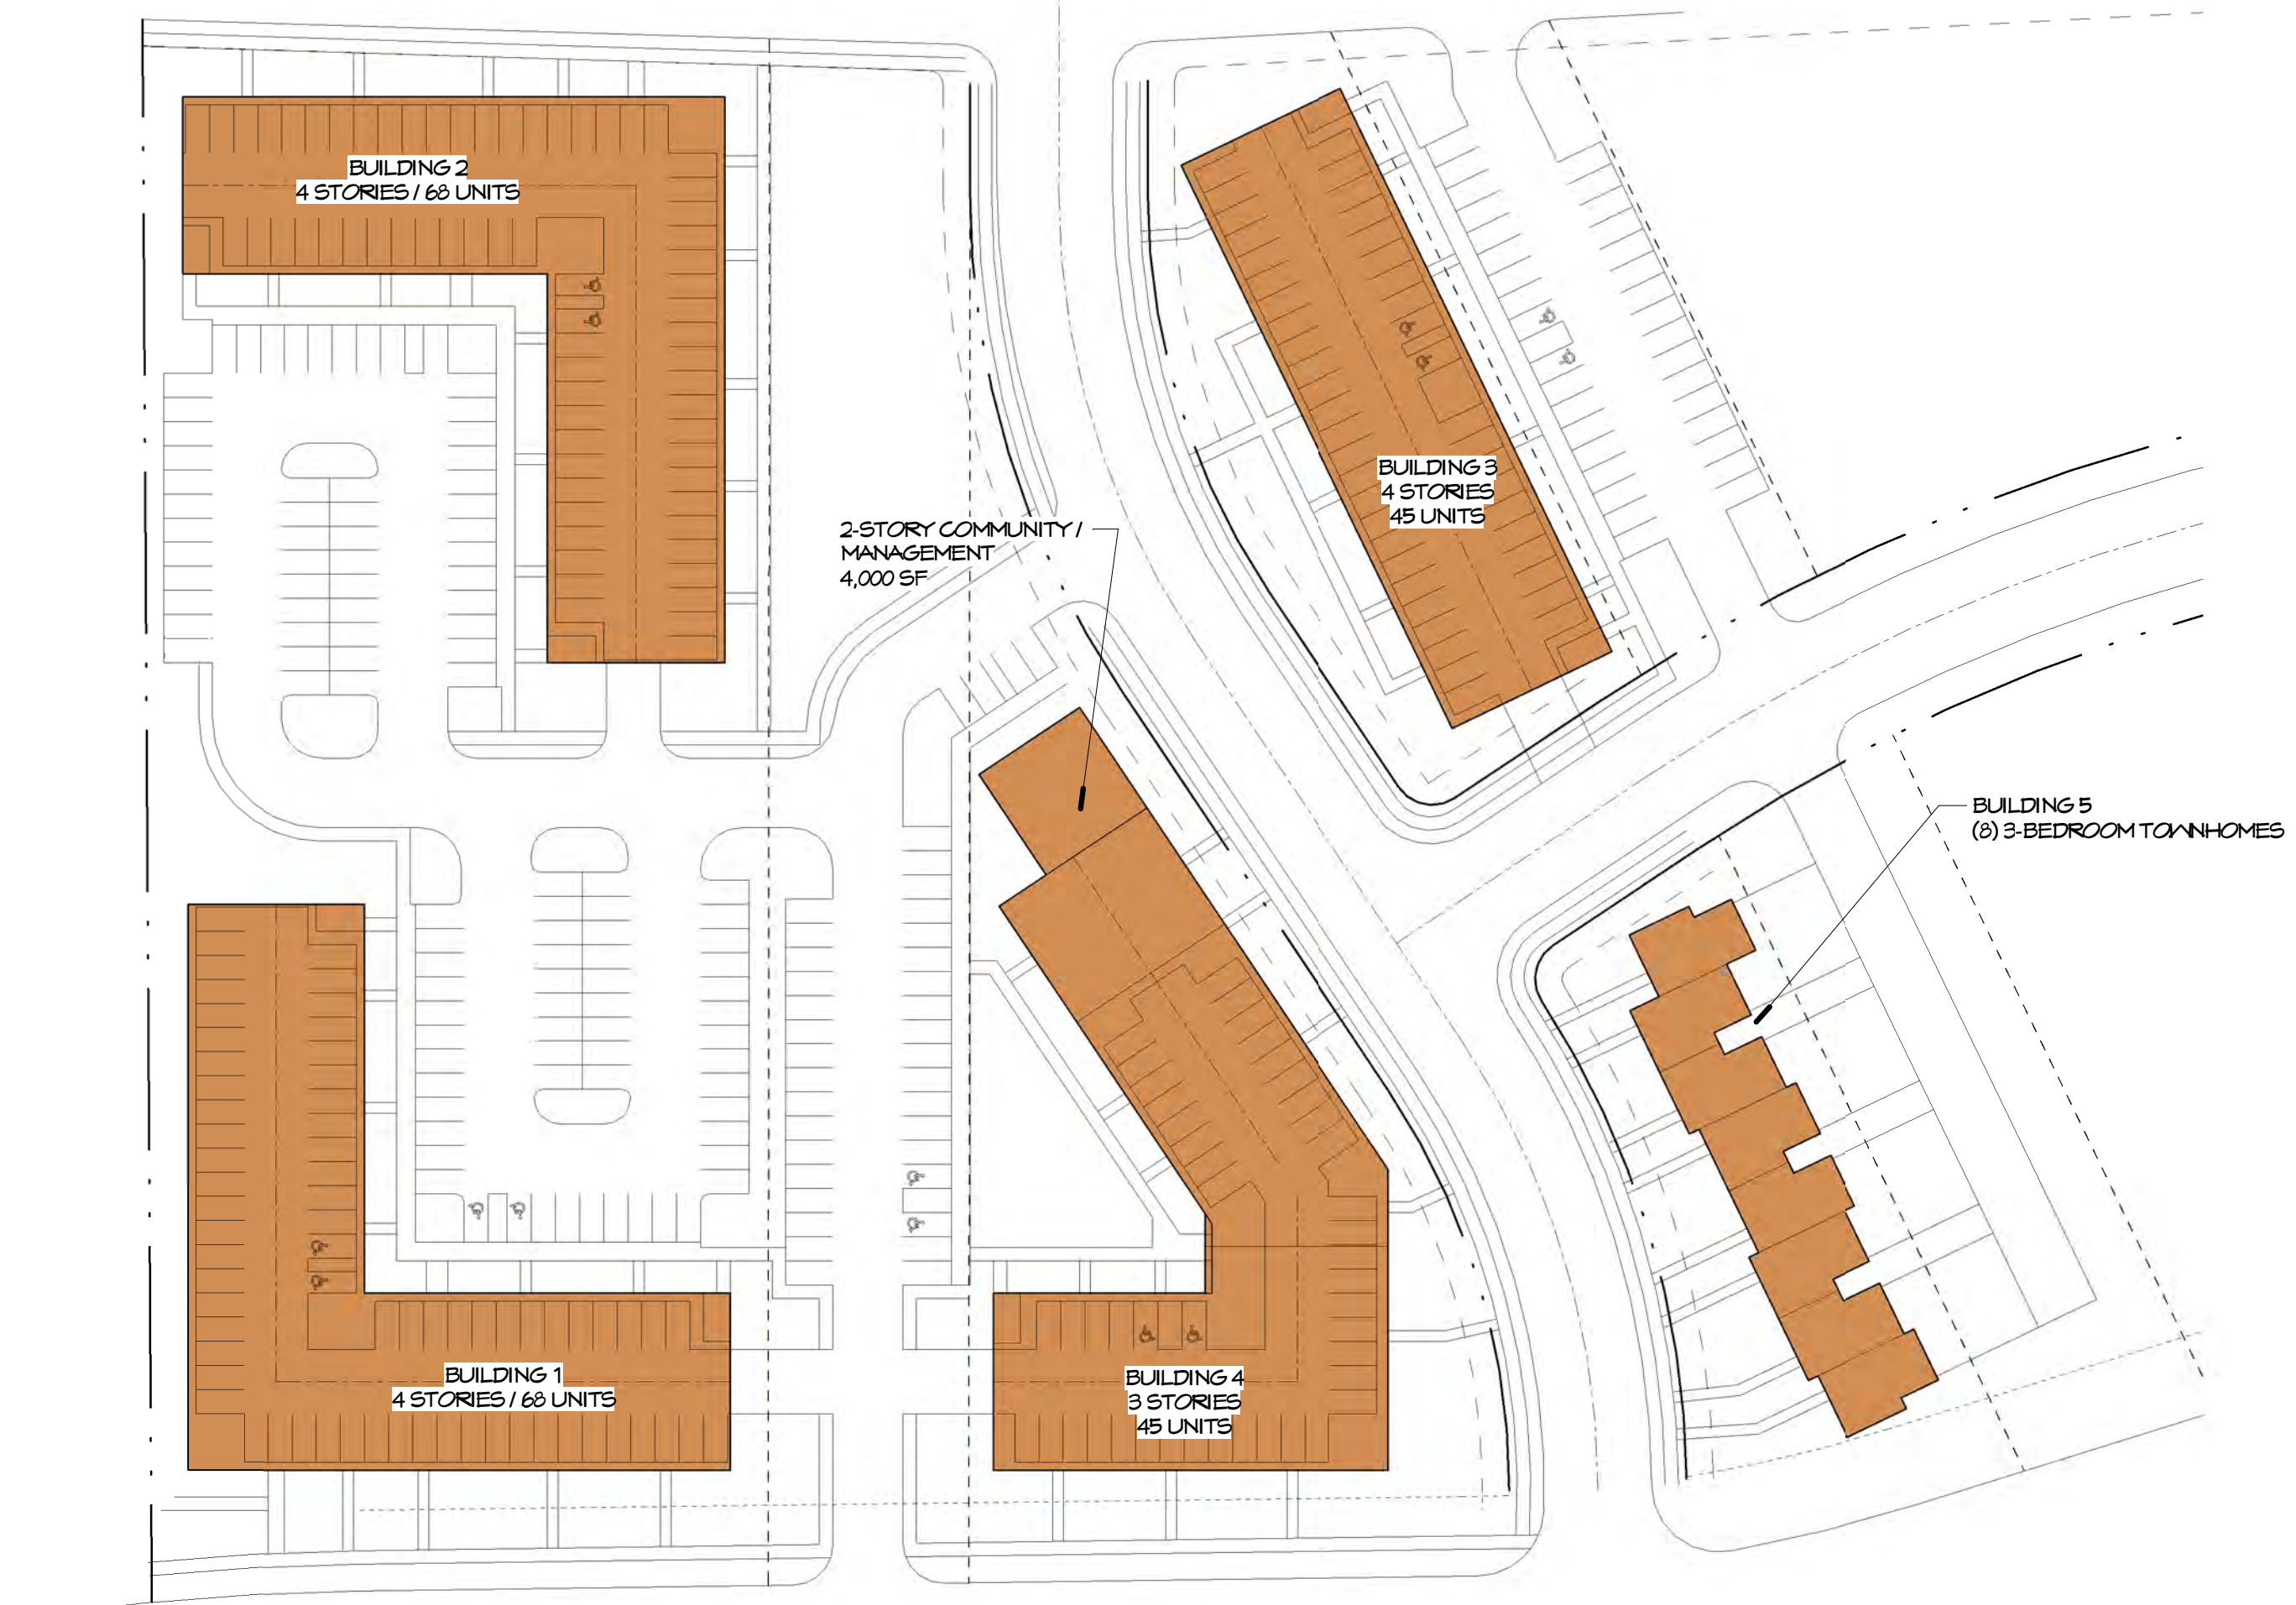 BUILDING 2
4 STORIES / 68 UNITS
BUILDING 3
4 STORIES
45 UNITS
2-STORY COMMUNITY /
MANAGEMENT
4,000 SF
BUILDING 5
(8) 3-BEDROOM TOWNHOMES
BUILDING 1
4 STORIES / 68 UNITS
BUILDING 4
3 STORIES
45 UNITS